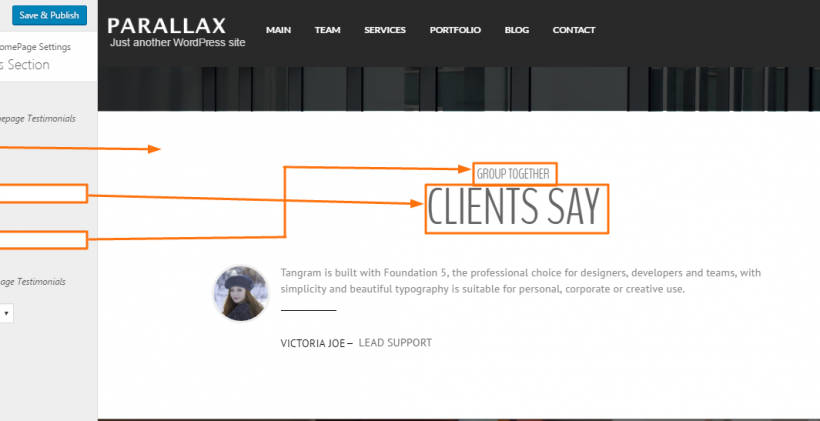 Save & Publish
omePage Settings
s Section
epage Testimonials
age Testimonials
PARALLAX
Just another WordPress site
MAIN TEAM SERVICES PORTFOLIO BLOG CONTACT
GROUP TOGETHER
CLIENTS SAY
Tangram is built with Foundation 5, the professional choice for designers, developers and teams, with
simplicity and beautiful typography is suitable for personal, corporate or creative use.
VICTORIA JOE– LEAD SUPPORT